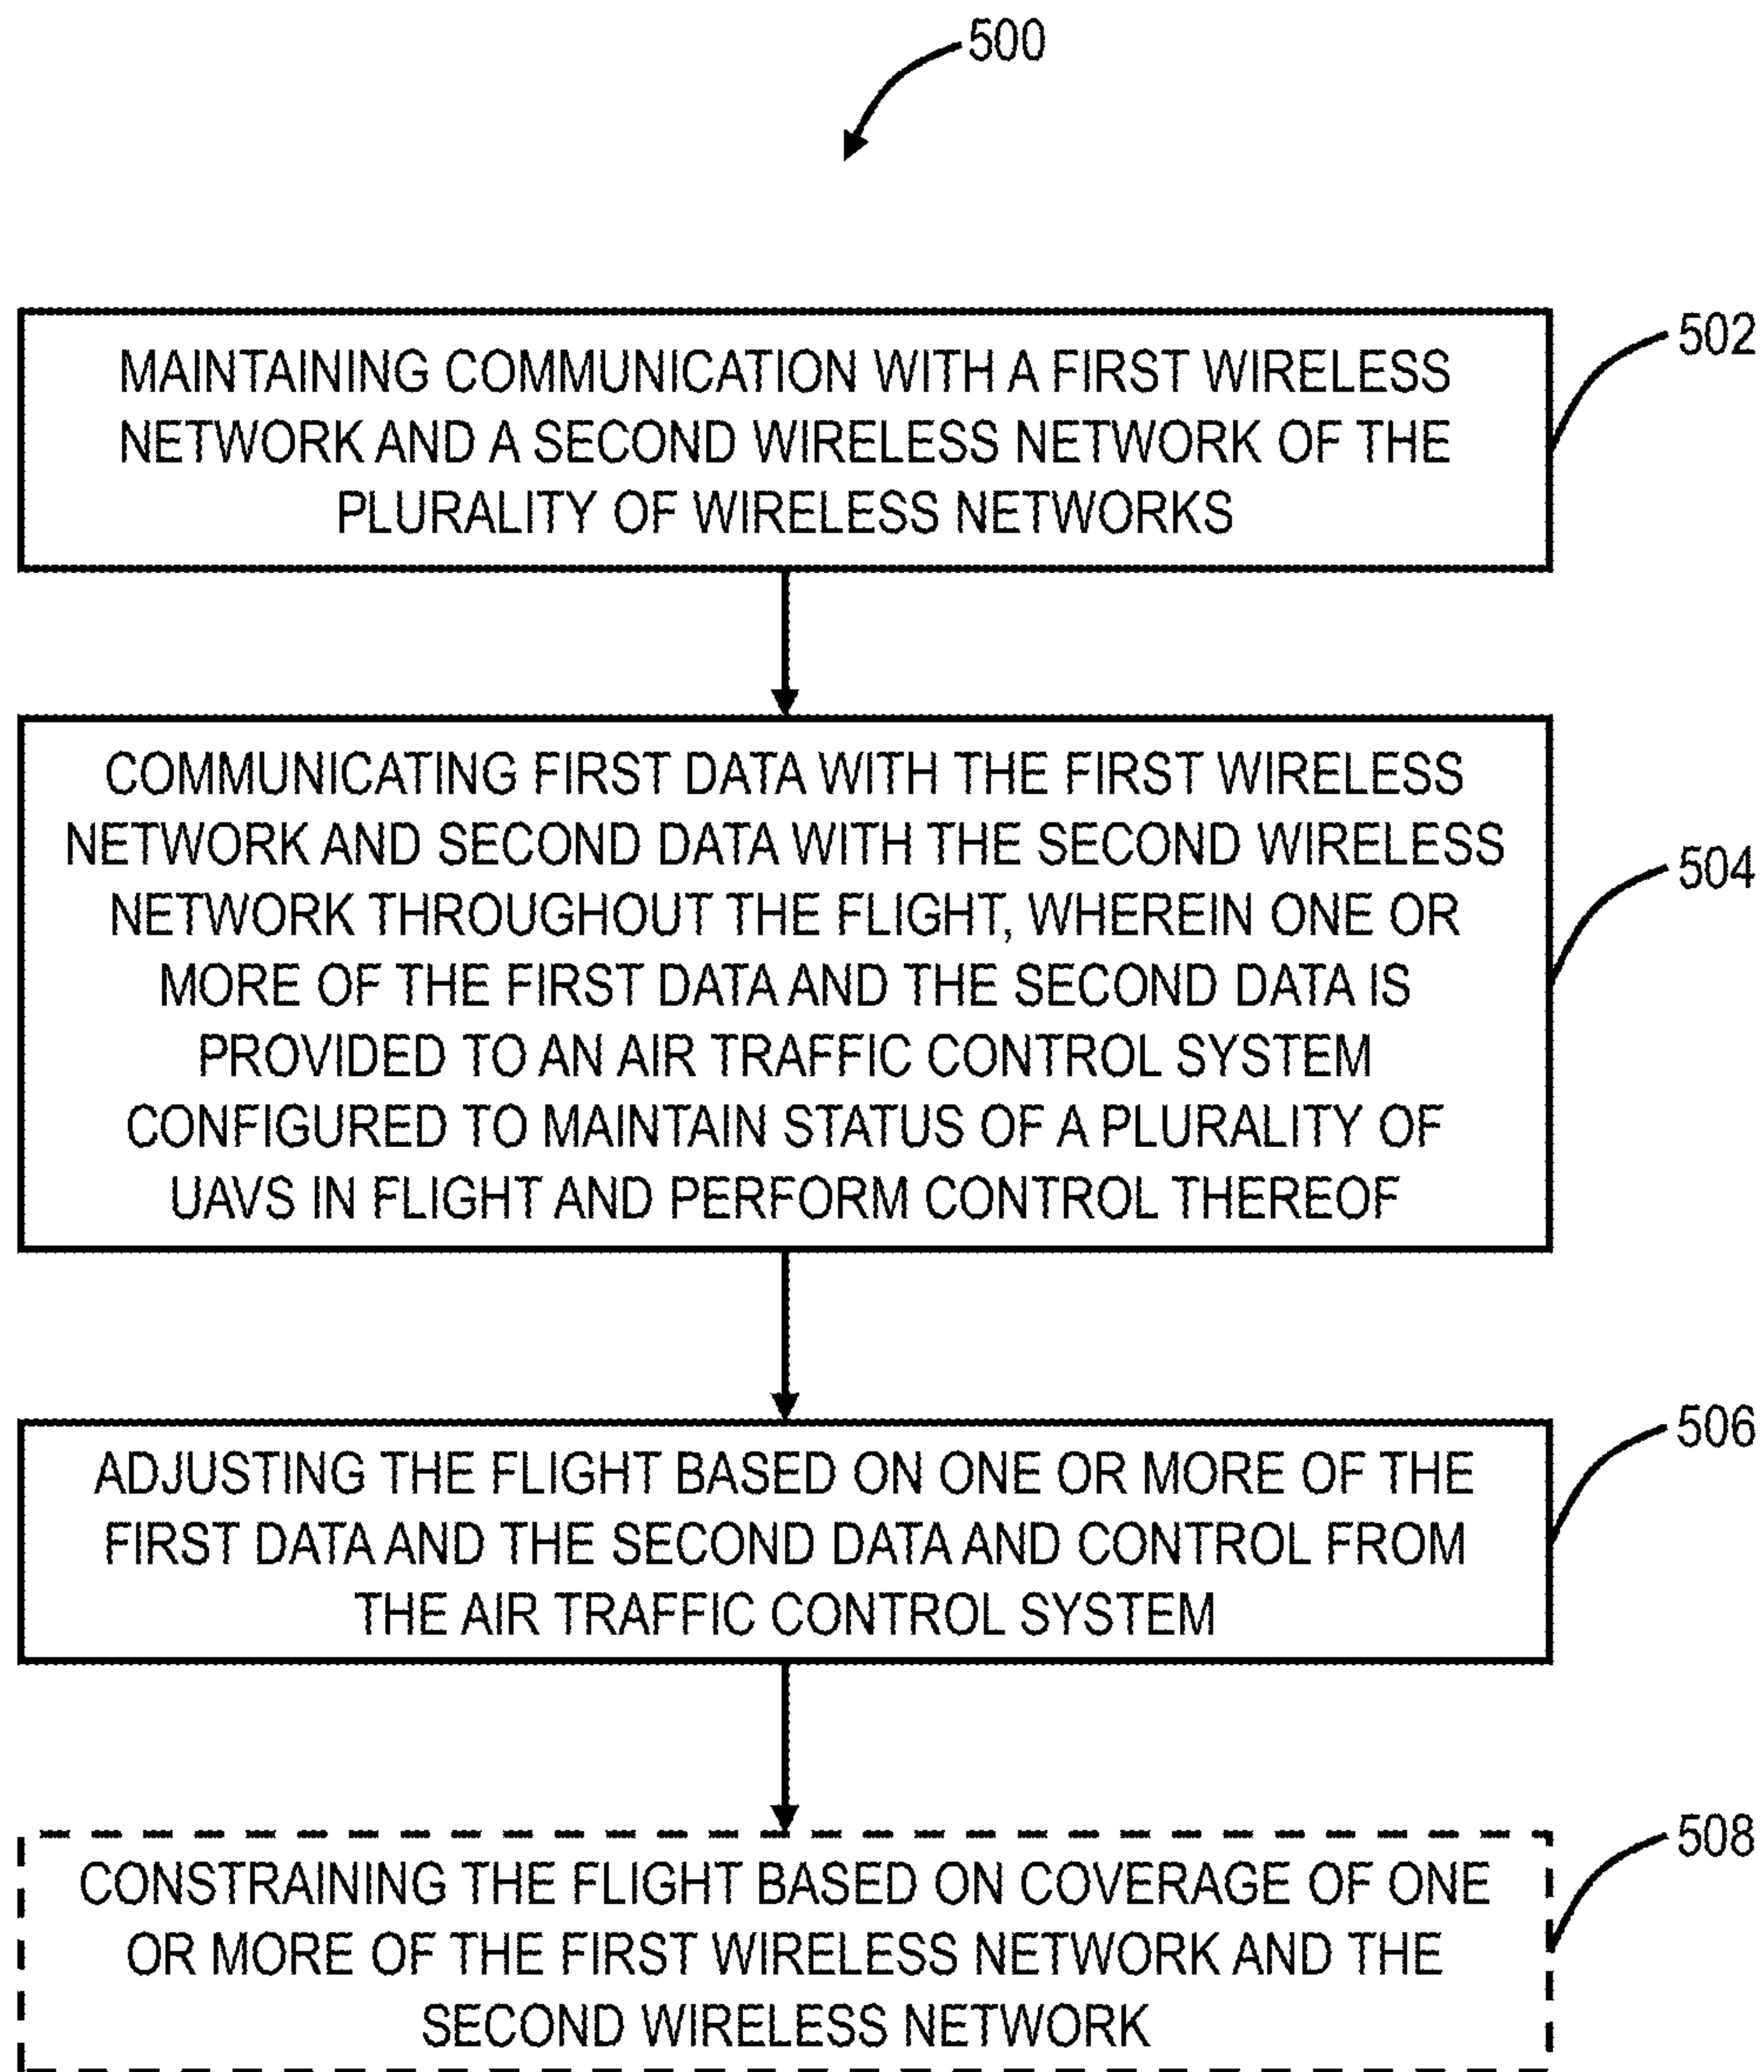 500
502
MAINTAINING COMMUNICATION WITH A FIRST WIRELESS
NETWORK AND A SECOND WIRELESS NETWORK OF THE
PLURALITY OF WIRELESS NETWORKS
504
COMMUNICATING FIRST DATA WITH THE FIRST WIRELESS
NETWORK AND SECOND DATA WITH THE SECOND WIRELESS
NETWORK THROUGHOUT THE FLIGHT, WHEREIN ONE OR
MORE OF THE FIRST DATA AND THE SECOND DATA IS
PROVIDED TO AN AIR TRAFFIC CONTROL SYSTEM
CONFIGURED TO MAINTAIN STATUS OF A PLURALITY OF
UAVS IN FLIGHT AND PERFORM CONTROL THEREOF
506
ADJUSTING THE FLIGHT BASED ON ONE OR MORE OF THE
FIRST DATA AND THE SECOND DATA AND CONTROL FROM
THE AIR TRAFFIC CONTROL SYSTEM
508
CONSTRAINING THE FLIGHT BASED ON COVERAGE OF ONE
OR MORE OF THE FIRST WIRELESS NETWORK AND THE
SECOND WIRELESS NETWORK